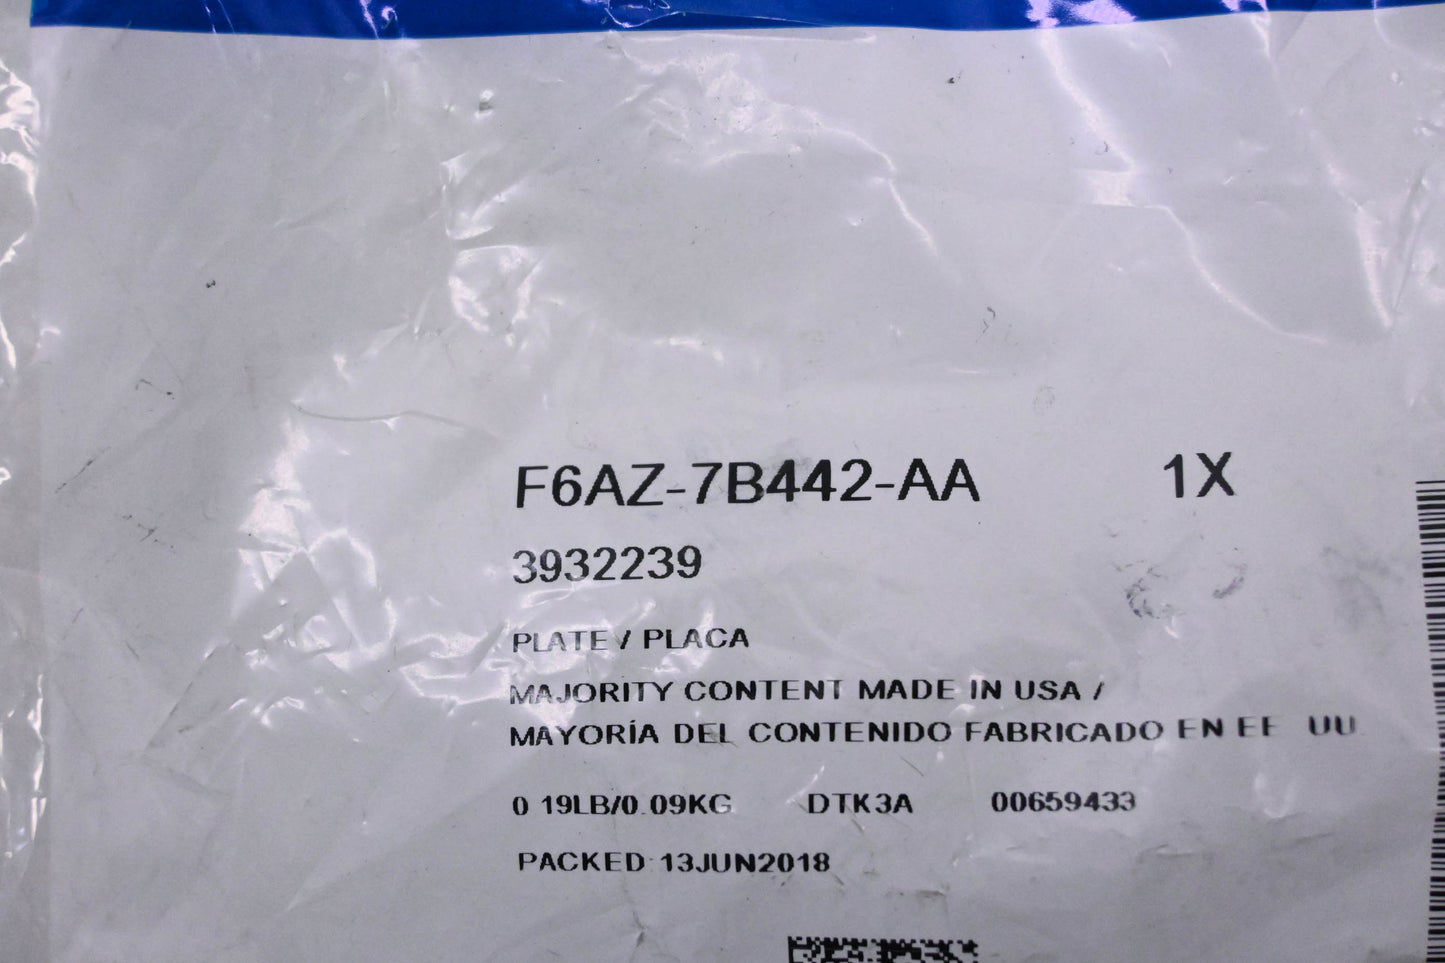 F6AZ-7B442-AA 1X
3932239
PLATE / PLACA
MAJORITY CONTENT MADE IN USA /
MAYORÍA DEL CONTENIDO FABRICADO EN EE UU
0 19LB/0.09KG DTK3A 00659433
PACKED 13JUN2018